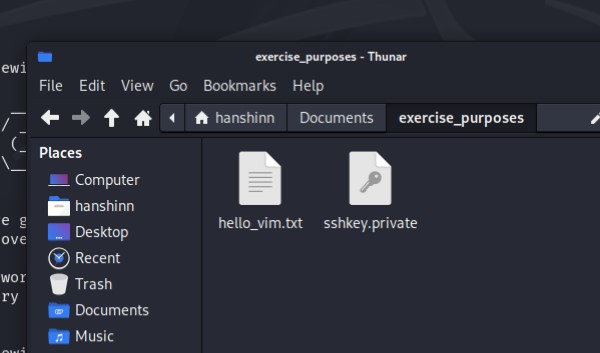 exercise_purposes - Thunar
ewi
File Edit View Go Bookmarks Help
hanshinn Documents exercise_purposes
Places
Computer
hanshinn
Desktop
Recent
Trash
Documents
Music
hello_vim.txt sshkey.private
e g
ove
wor
ry
ewi